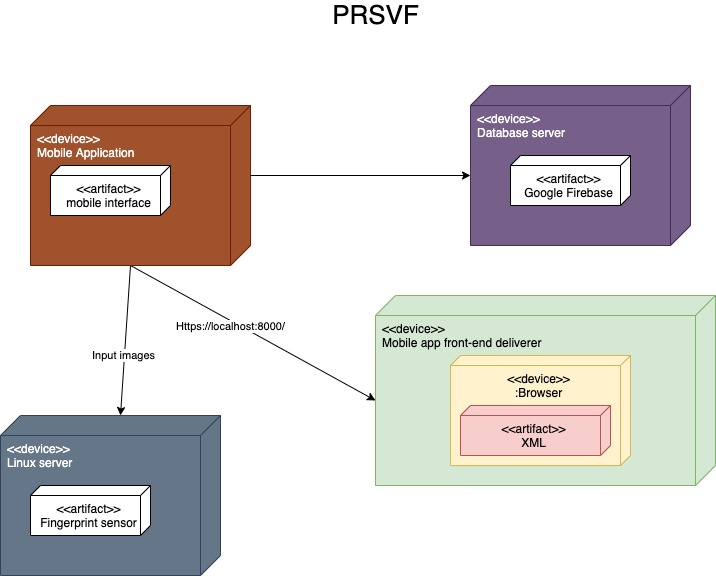 PRSVF
<<device>>
Mobile Application
<<artifact>>
mobile interface
<<device>>
Database server
<<artifact>>
Google Firebase
Https://localhost:8000/
Input images
<<device>>
Mobile app front-end deliverer
<<device>>
:Browser
<<artifact>>
XML
<<device>>
Linux server
<<artifact>>
Fingerprint sensor